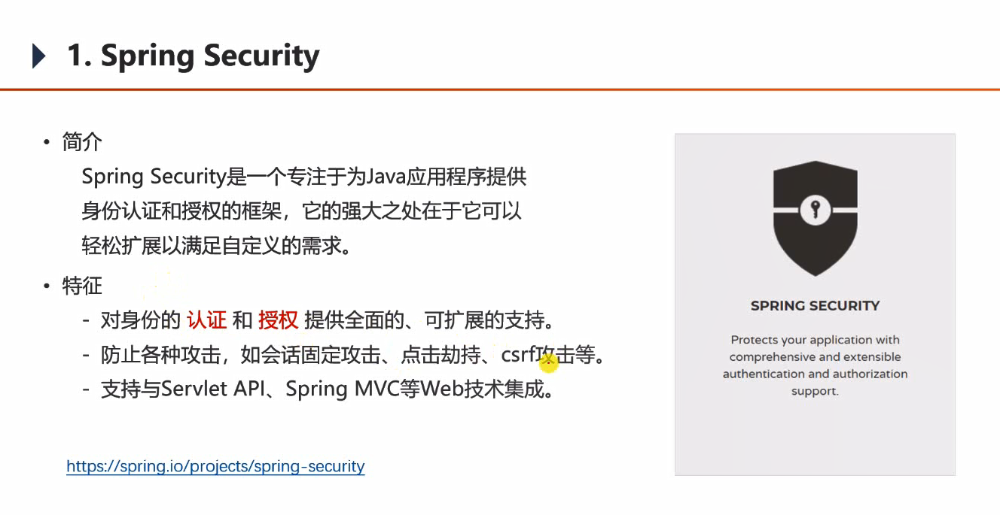 1. Spring Security
• 简介
Spring Security是一个专注于为Java应用程序提供
身份认证和授权的框架，它的强大之处在于它可以
轻松扩展以满足自定义的需求。
• 特征
- 对身份的 认证 和 授权 提供全面的、可扩展的支持。
- 防止各种攻击，如会话固定攻击、点击劫持、csrf攻击等。
- 支持与Servlet API、Spring MVC等Web技术集成。
https://spring.io/projects/spring-security
SPRING SECURITY
Protects your application with
comprehensive and extensible
authentication and authorization
support.